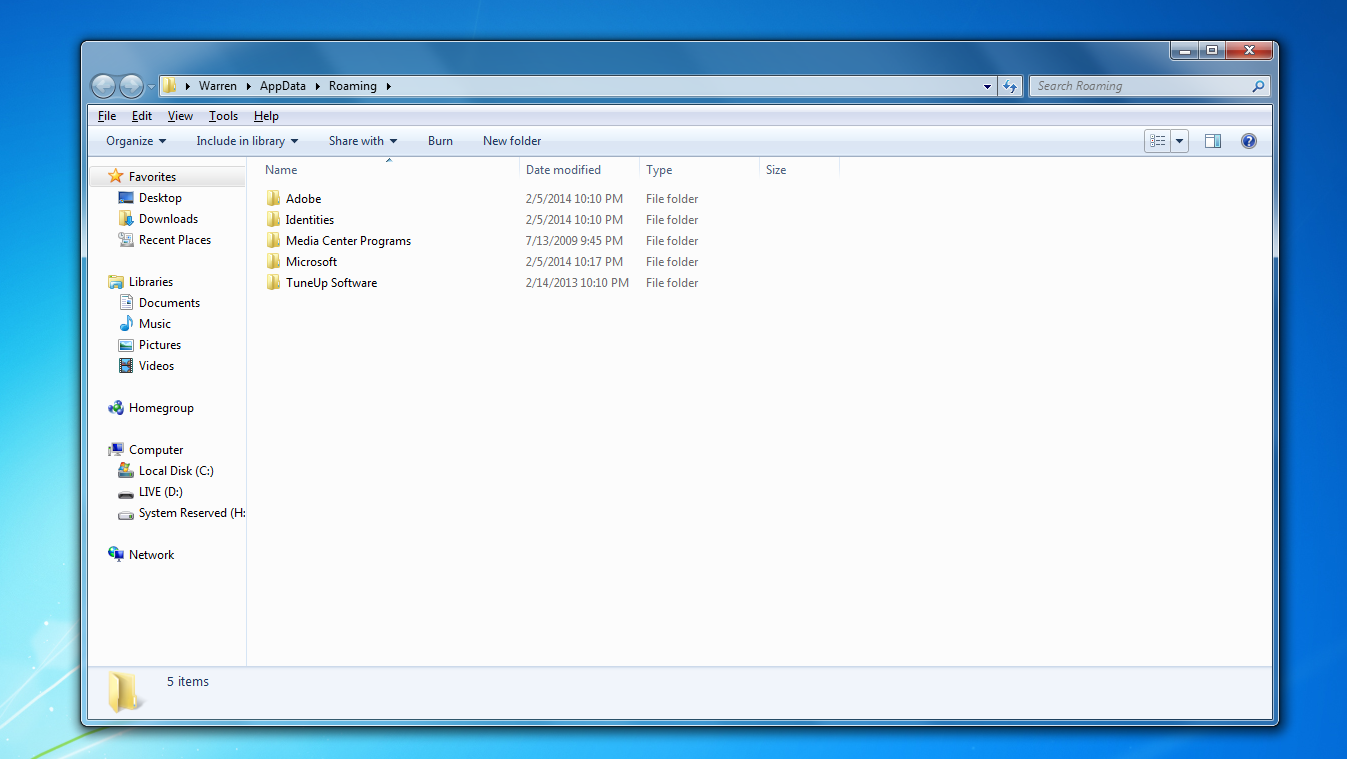 Warren AppData Roaming
Search Roaming
File Edit View Tools Help
Organize Include in library Share with Burn New folder
Name Date modified Type Size
Favorites
Desktop
Downloads
Recent Places
Libraries
Documents
Music
Pictures
Videos
Homegroup
Computer
Local Disk (C:)
LIVE (D:)
System Reserved (H:
Network
Adobe 2/5/2014 10:10 PM File folder
Identities 2/5/2014 10:10 PM File folder
Media Center Programs 7/13/2009 9:45 PM File folder
Microsoft 2/5/2014 10:17 PM File folder
TuneUp Software 2/14/2013 10:10 PM File folder
5 items